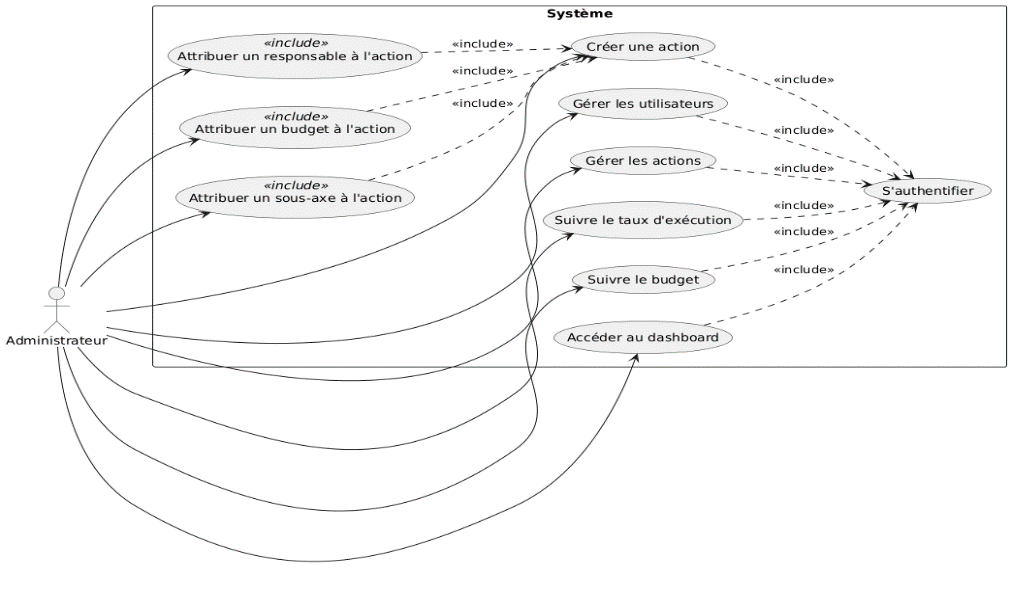 Système
«include»
Attribuer un responsable à l'action
«include»
Créer une action
«include»
«include»
Attribuer un budget à l'action
«include»
Gérer les utilisateurs
«include»
«include»
Attribuer un sous-axe à l'action
Gérer les actions
«include»
S'authentifier
Suivre le taux d'exécution
«include»
«include»
Suivre le budget
«include»
Accéder au dashboard
Administrateur